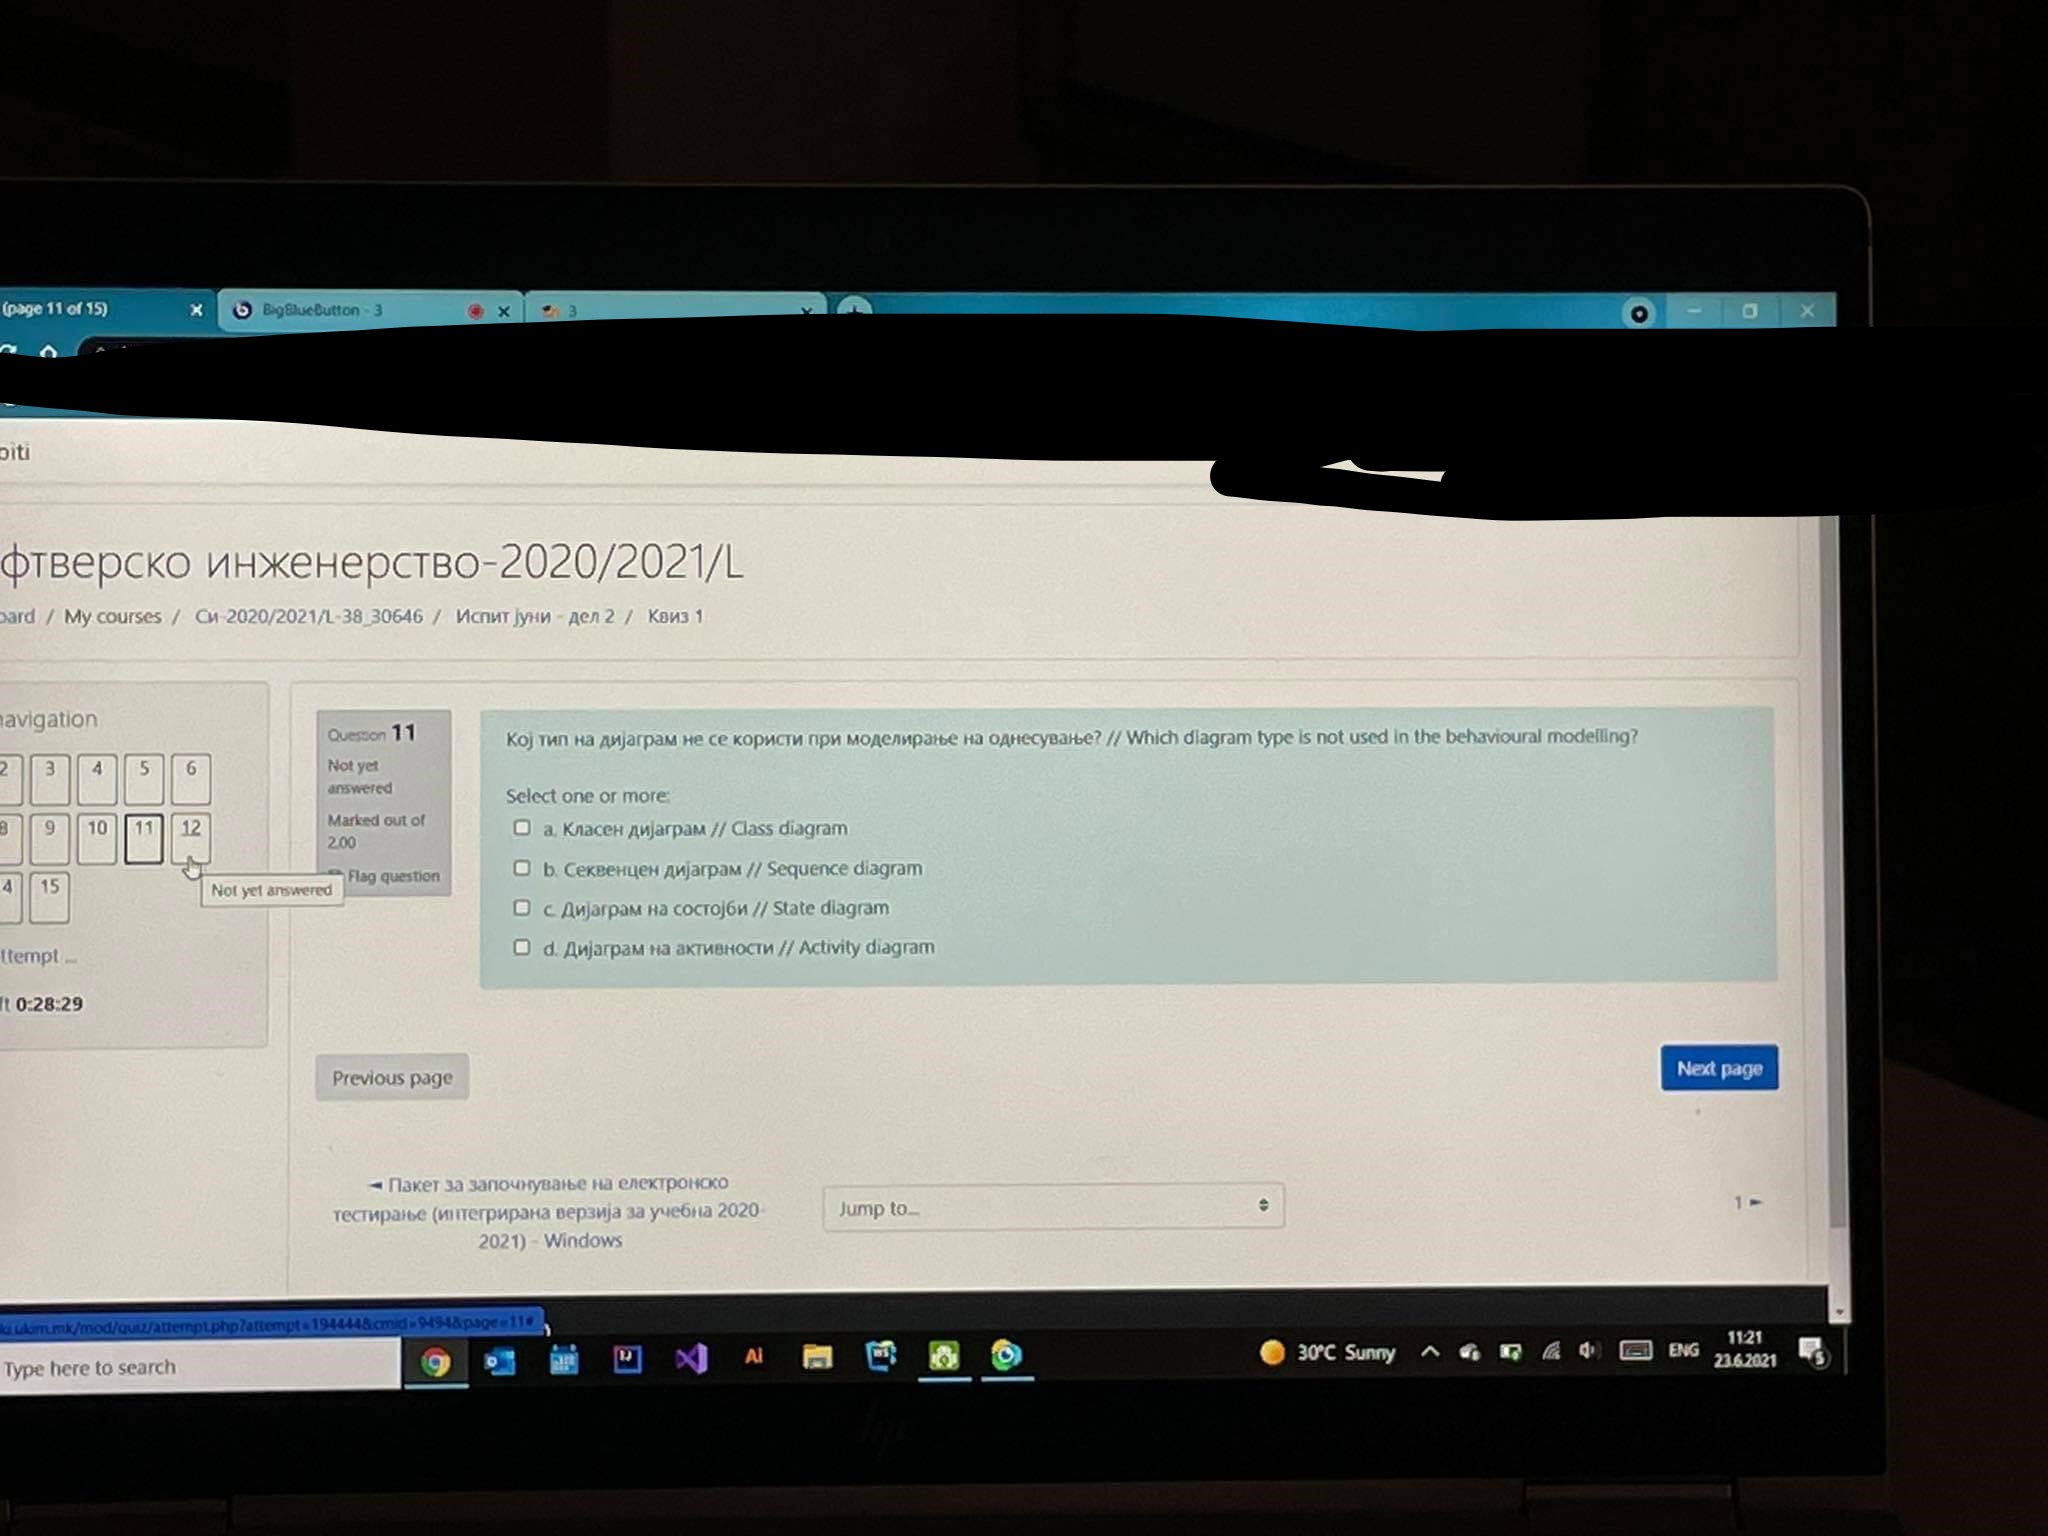 (page 11 of 15)
BigBlueButton - 3
3
oiti
фтверско инженерство-2020/2021/L
oard / My courses / Си-2020/2021/L-38_30646 / Испит јуни - дел 2 / Квиз 1
navigation
2 3 4 5 6
8 9 10 11 12
4 15
Not yet answered
ttempt ...
ft 0:28:29
Question 11
Not yet
answered
Marked out of
2.00
Flag question
Кој тип на дијаграм не се користи при моделирање на однесување? // Which diagram type is not used in the behavioural modelling?
Select one or more:
a. Класен дијаграм // Class diagram
b. Секвенцен дијаграм // Sequence diagram
c. Дијаграм на состојби // State diagram
d. Дијаграм на активности // Activity diagram
Previous page
Next page
◄ Пакет за започнување на електронско
тестирање (интегрирана верзија за учебна 2020-
2021) - Windows
Jump to...
1 ►
ki.ukim.mk/mod/quiz/attempt.php?attempt=194444&cmid=9494&page=11#
Type here to search
Ai
30°C Sunny
ENG
11:21
23.6.2021
5
hp